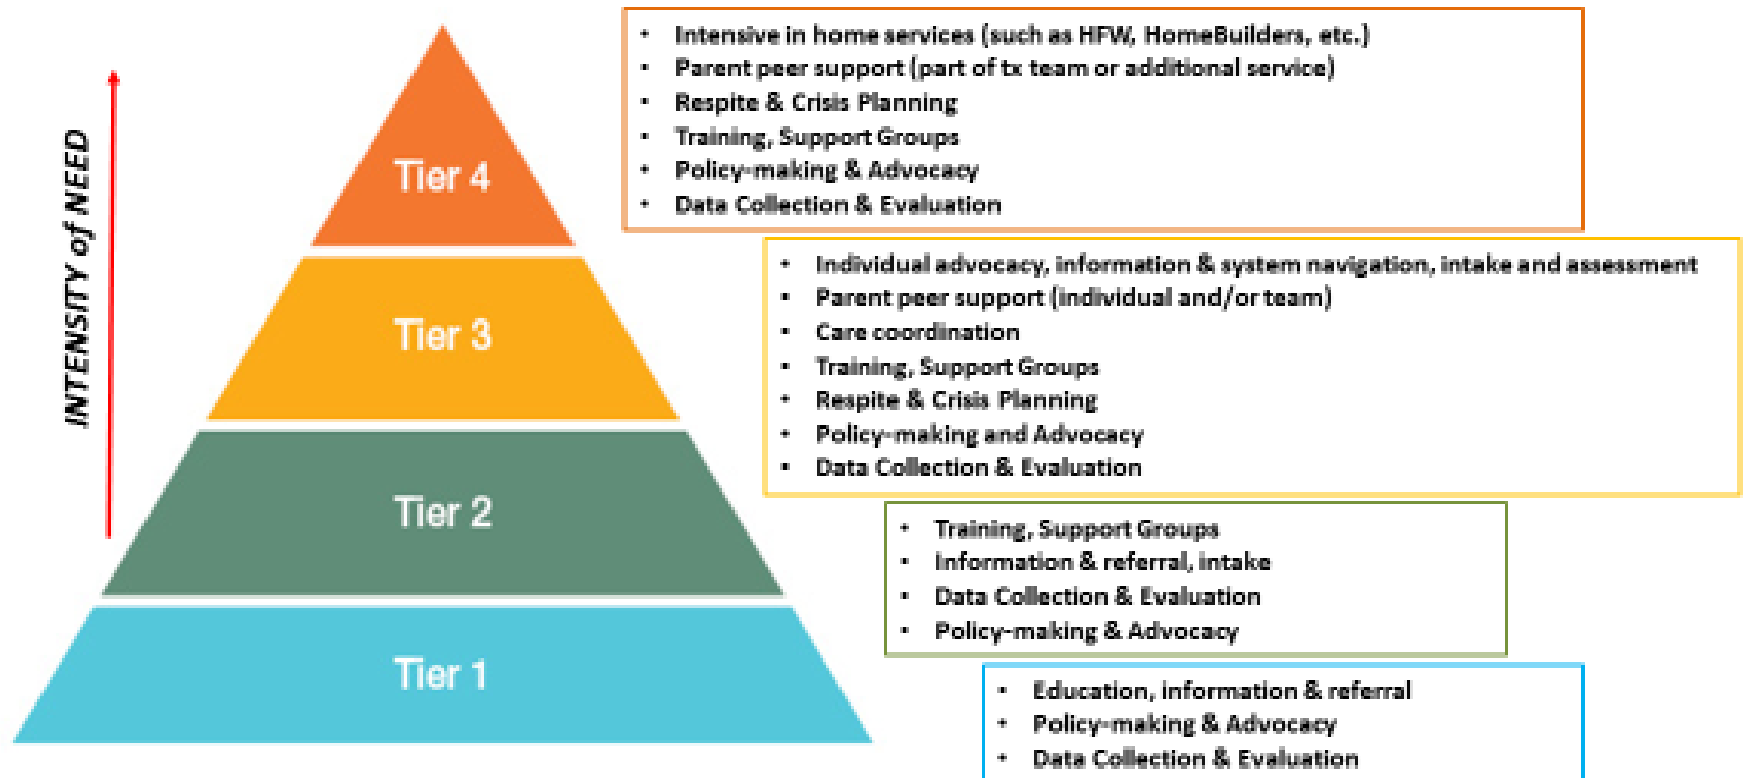 INTENSITY of NEED
Tier 4
• Intensive in home services (such as HFW, HomeBuilders, etc.)
• Parent peer support (part of tx team or additional service)
• Respite & Crisis Planning
• Training, Support Groups
• Policy-making & Advocacy
• Data Collection & Evaluation
Tier 3
• Individual advocacy, information & system navigation, intake and assessment
• Parent peer support (individual and/or team)
• Care coordination
• Training, Support Groups
• Respite & Crisis Planning
• Policy-making and Advocacy
• Data Collection & Evaluation
Tier 2
• Training, Support Groups
• Information & referral, intake
• Data Collection & Evaluation
• Policy-making & Advocacy
Tier 1
• Education, information & referral
• Policy-making & Advocacy
• Data Collection & Evaluation